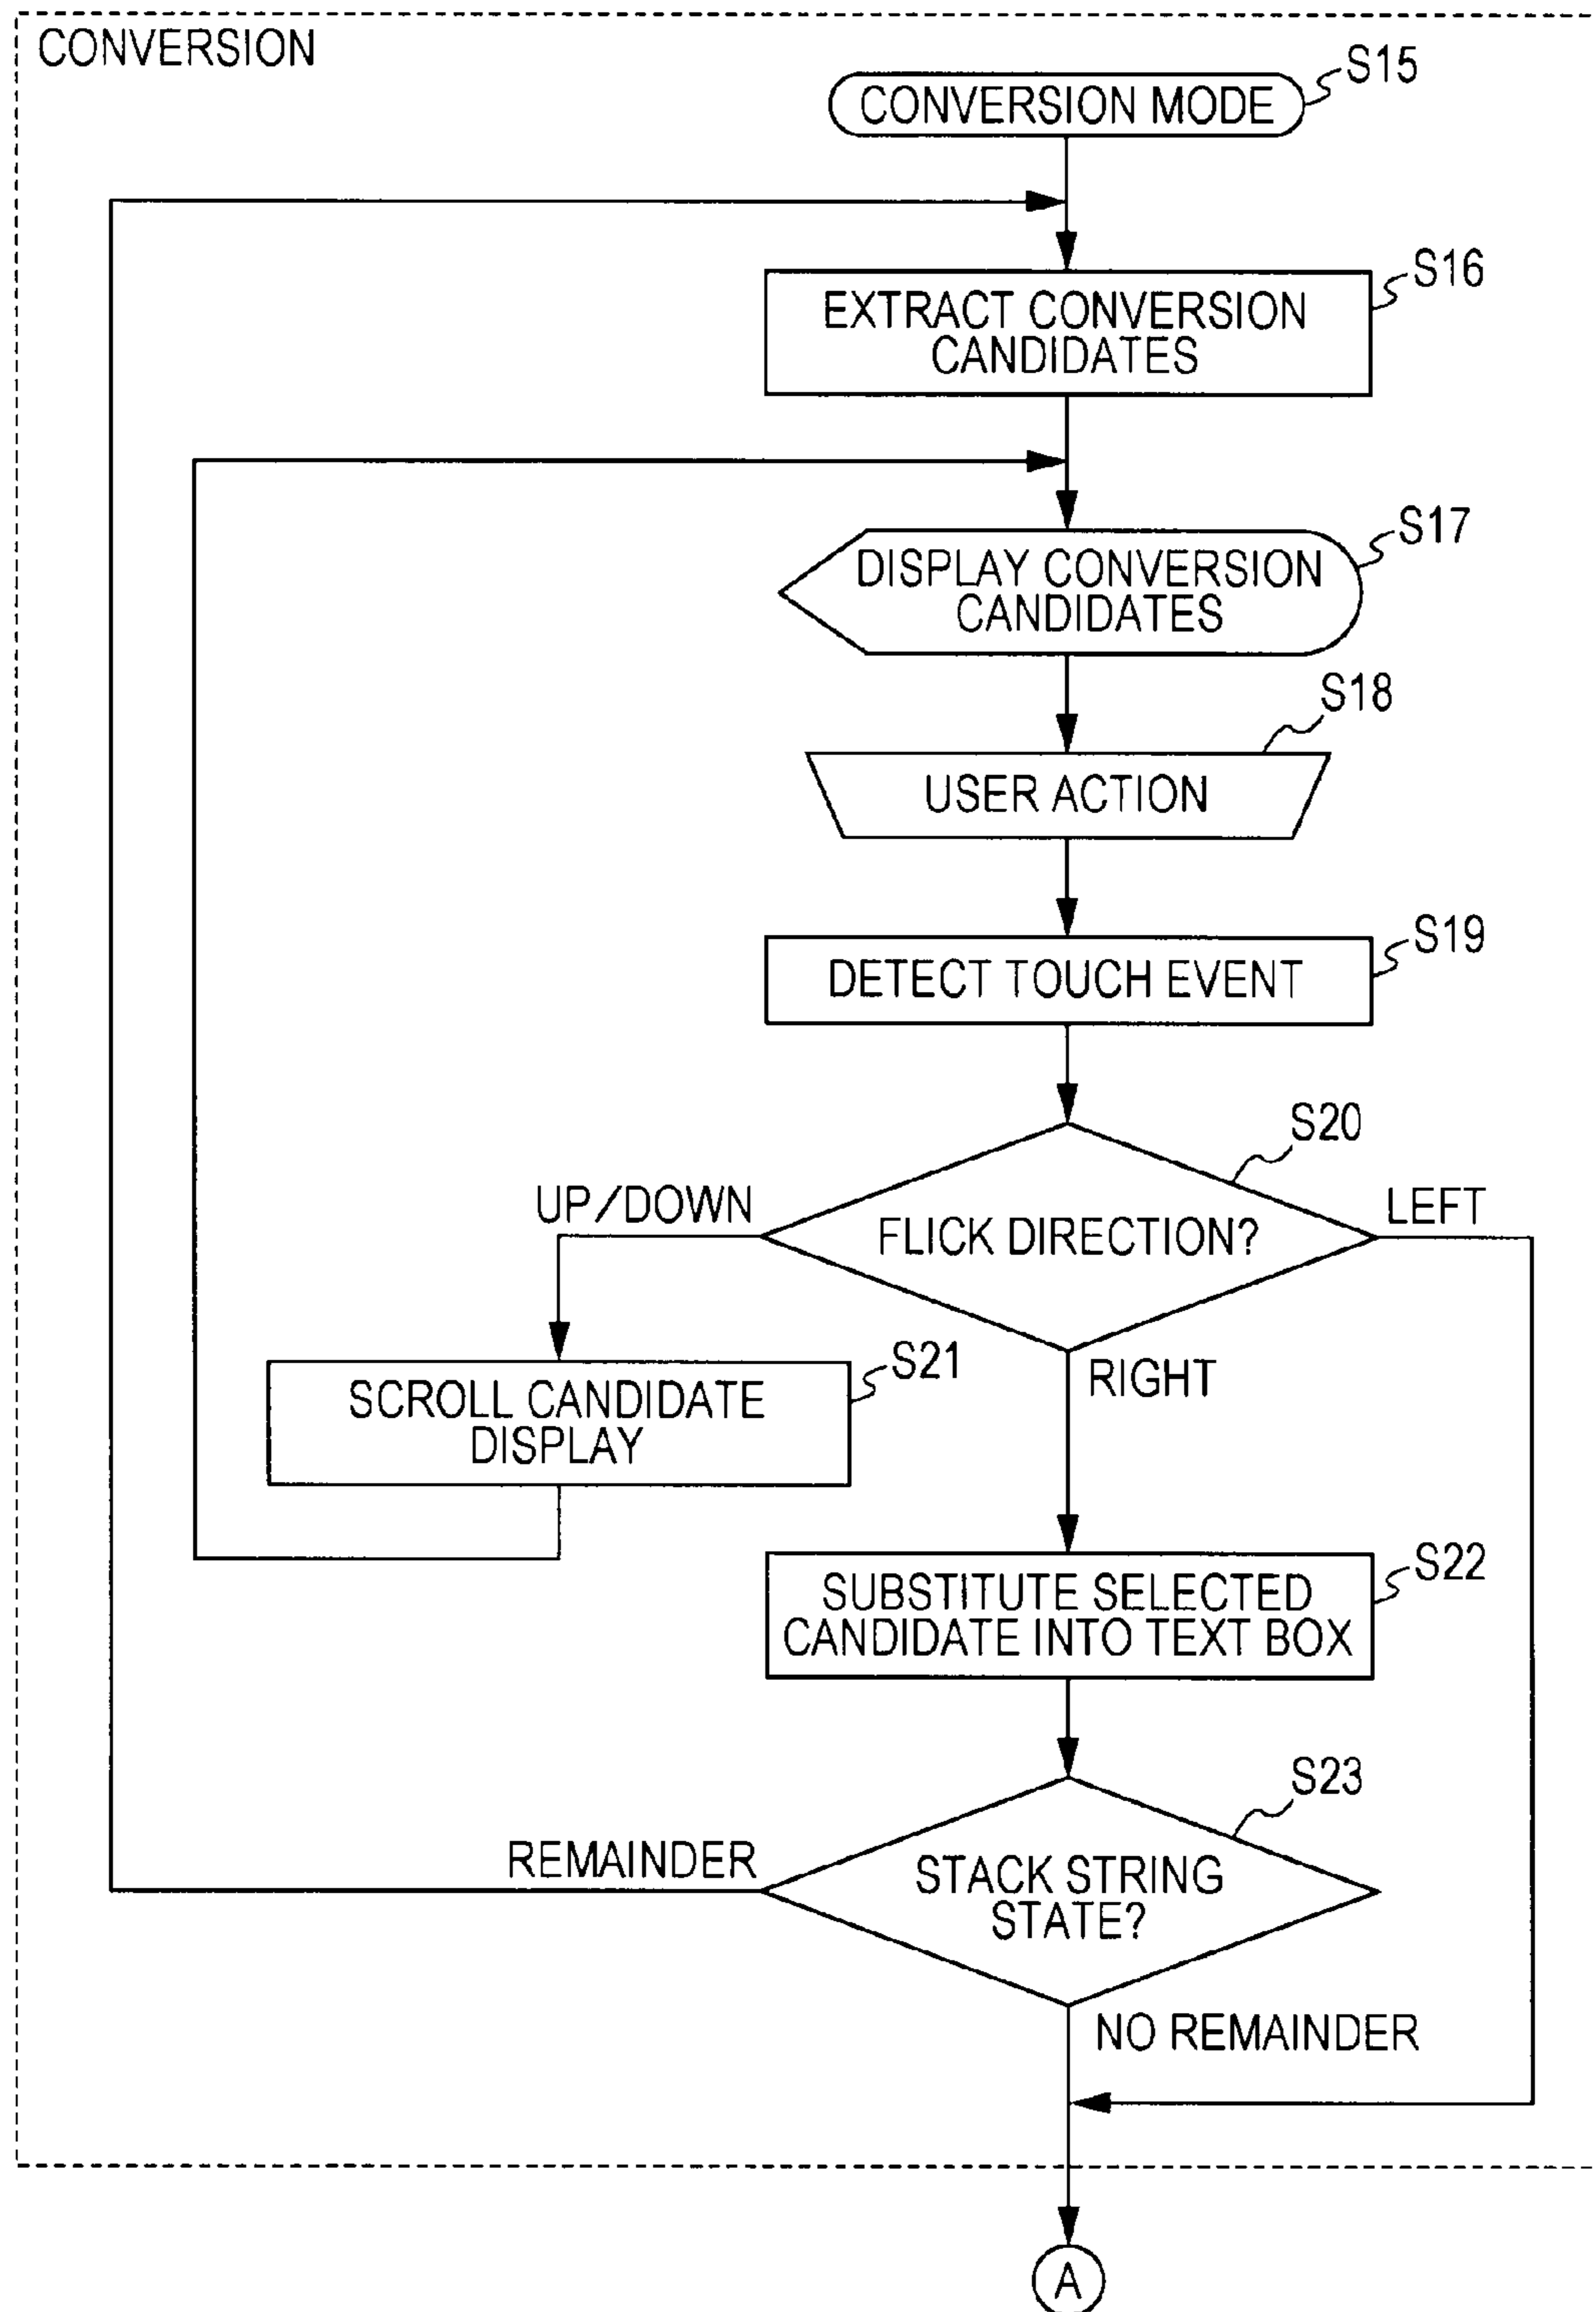 CONVERSION
S15
CONVERSION MODE
S16
EXTRACT CONVERSION
CANDIDATES
S17
DISPLAY CONVERSION
CANDIDATES
S18
USER ACTION
S19
DETECT TOUCH EVENT
S20
UP/DOWN
LEFT
FLICK DIRECTION?
S21
RIGHT
SCROLL CANDIDATE
DISPLAY
S22
SUBSTITUTE SELECTED
CANDIDATE INTO TEXT BOX
S23
REMAINDER
STACK STRING
STATE?
NO REMAINDER
A